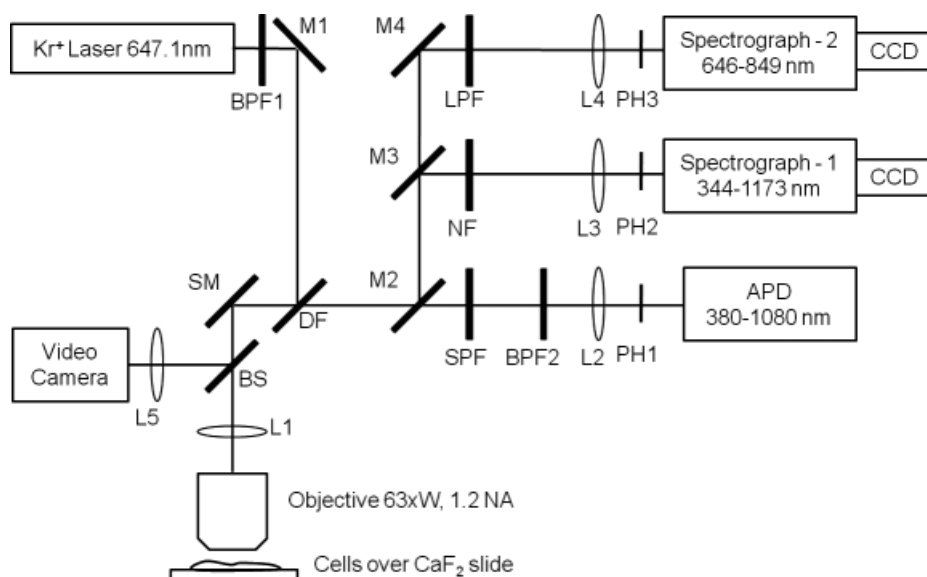 Kr⁺ Laser 647.1nm
BPF1
M1
M4
LPF
L4
PH3
Spectrograph - 2
646-849 nm
CCD
M3
NF
L3
PH2
Spectrograph - 1
344-1173 nm
CCD
SM
DF
M2
SPF
BPF2
L2
PH1
APD
380-1080 nm
Video
Camera
L5
BS
L1
Objective 63xW, 1.2 NA
Cells over CaF₂ slide